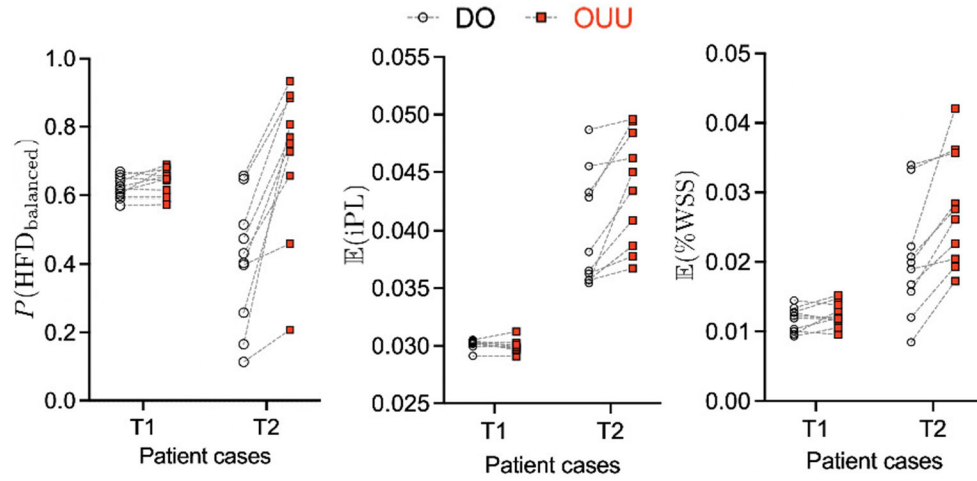 DO OUU
P(HFD_balanced)
1.0
0.8
0.6
0.4
0.2
0.0
T1 T2
Patient cases
𝔼(iPL)
0.055
0.050
0.045
0.040
0.035
0.030
0.025
T1 T2
Patient cases
𝔼(%WSS)
0.05
0.04
0.03
0.02
0.01
0.00
T1 T2
Patient cases